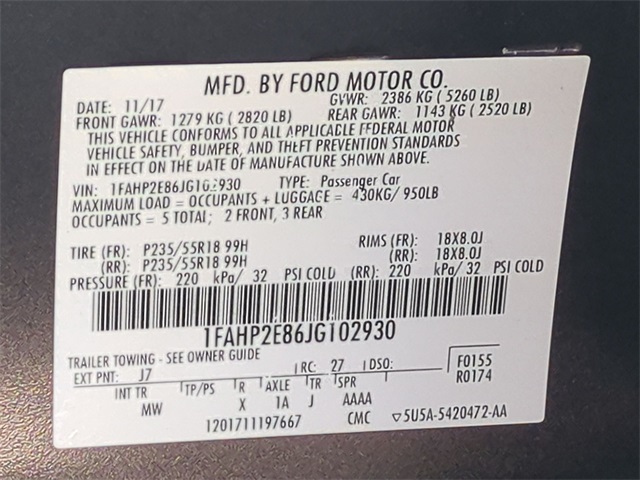 MFD. BY FORD MOTOR CO.
DATE: 11/17 GVWR: 2386 KG ( 5260 LB)
FRONT GAWR: 1279 KG ( 2820 LB) REAR GAWR: 1143 KG ( 2520 LB)
THIS VEHICLE CONFORMS TO ALL APPLICABLE FEDERAL MOTOR
VEHICLE SAFETY, BUMPER, AND THEFT PREVENTION STANDARDS
IN EFFECT ON THE DATE OF MANUFACTURE SHOWN ABOVE.
VIN: 1FAHP2E86JG102930 TYPE: Passenger Car
MAXIMUM LOAD = OCCUPANTS + LUGGAGE = 430KG/ 950LB
OCCUPANTS = 5 TOTAL; 2 FRONT, 3 REAR
TIRE (FR): P235/55R18 99H RIMS (FR): 18X8.0J
(RR): P235/55R18 99H (RR): 18X8.0J
PRESSURE (FR): 220 kPa/ 32 PSI COLD (RR): 220 kPa/ 32 PSI COLD
1FAHP2E86JG102930
TRAILER TOWING - SEE OWNER GUIDE
EXT PNT: J7 RC: 27 DSO: F0155
R0174
INT TR TP/PS R AXLE TR SPR
MW X 1A J AAAA
1201711197667 CMC ▽5U5A-5420472-AA